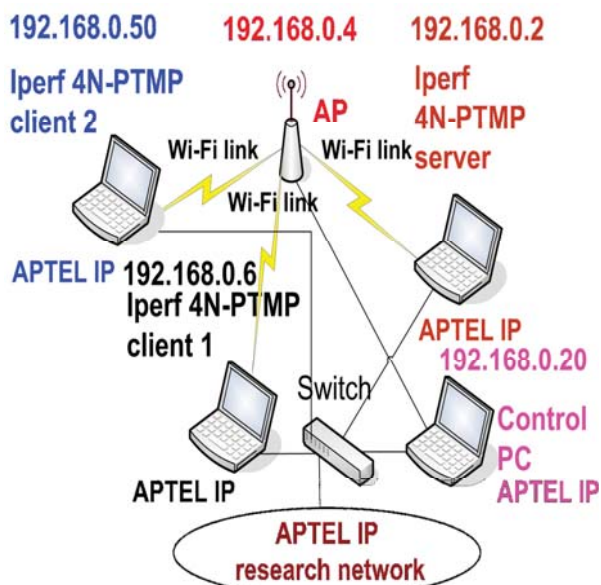 192.168.0.50
Iperf 4N-PTMP
client 2
192.168.0.4
AP
192.168.0.2
Iperf
4N-PTMP
server
Wi-Fi link
Wi-Fi link
Wi-Fi link
APTEL IP
192.168.0.6
Iperf 4N-PTMP
client 1
APTEL IP
192.168.0.20
Switch
Control
PC
APTEL IP
APTEL IP
APTEL IP
research network